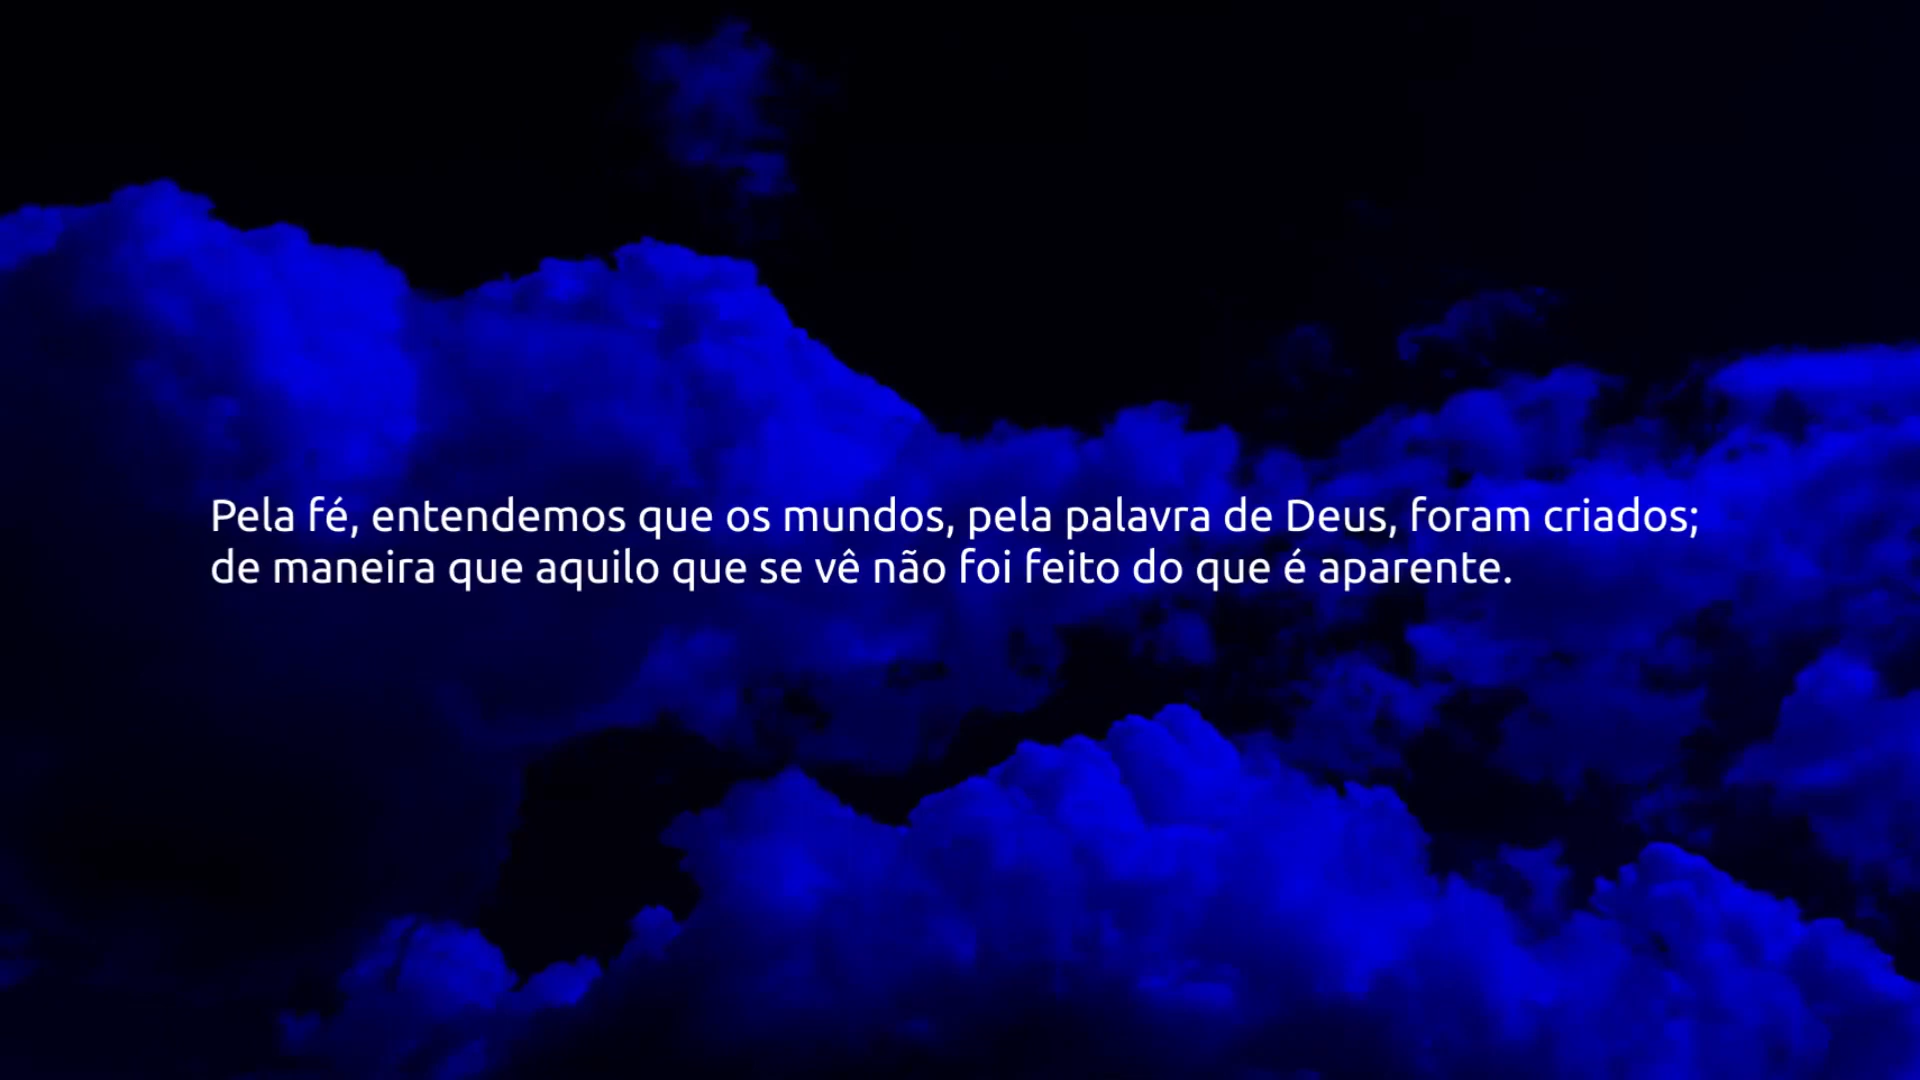 Pela fé, entendemos que os mundos, pela palavra de Deus, foram criados;
de maneira que aquilo que se vê não foi feito do que é aparente.